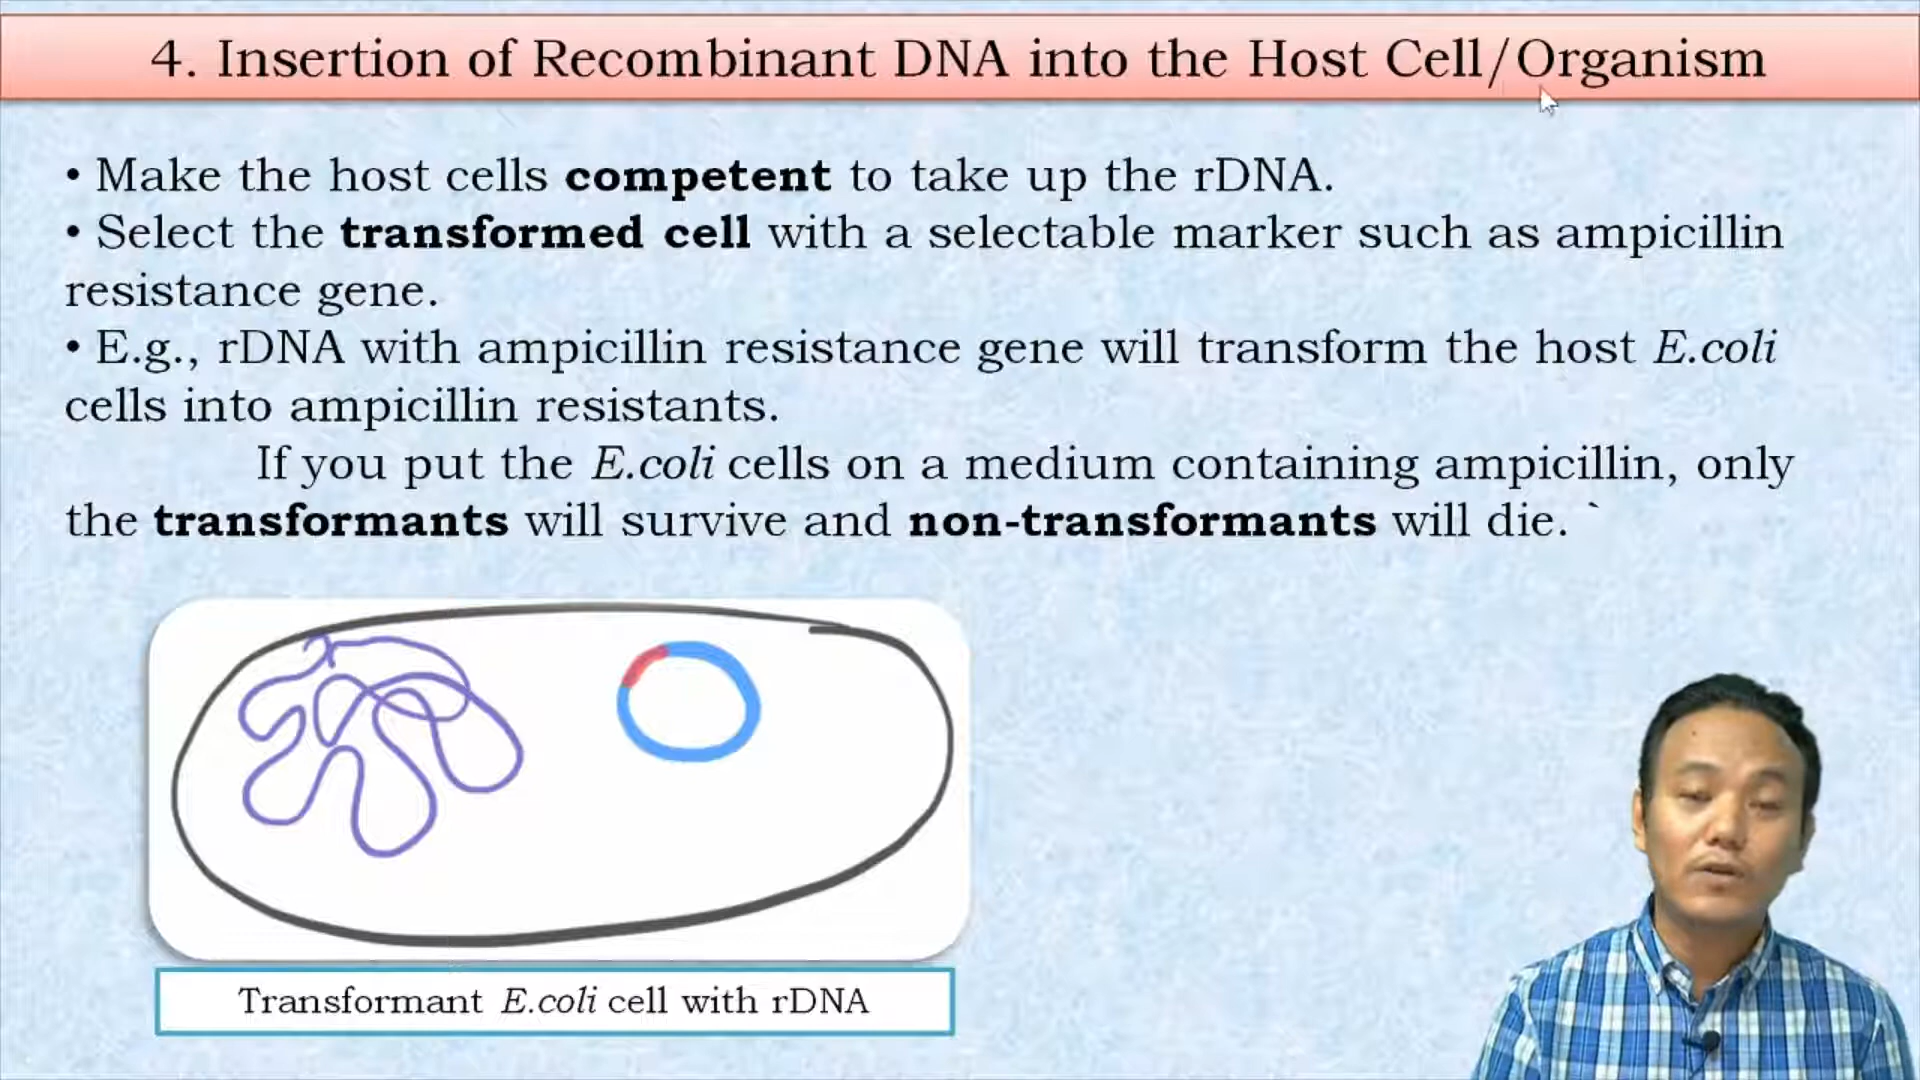 4. Insertion of Recombinant DNA into the Host Cell/Organism
• Make the host cells competent to take up the rDNA.
• Select the transformed cell with a selectable marker such as ampicillin
resistance gene.
• E.g., rDNA with ampicillin resistance gene will transform the host E.coli
cells into ampicillin resistants.
If you put the E.coli cells on a medium containing ampicillin, only
the transformants will survive and non-transformants will die. `
Transformant E.coli cell with rDNA